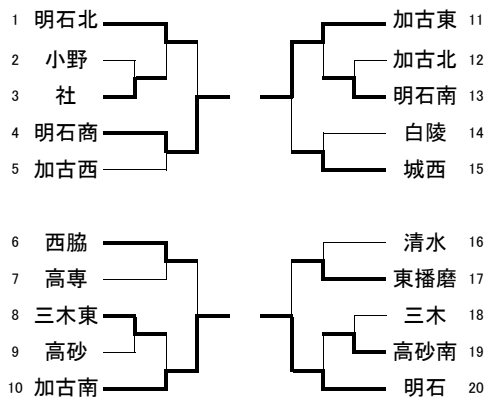 1 明石北
2 小野
3 社
4 明石商
5 加古西
6 西脇
7 高専
8 三木東
9 高砂
10 加古南
加古東 11
加古北 12
明石南 13
白陵 14
城西 15
清水 16
東播磨 17
三木 18
高砂南 19
明石 20